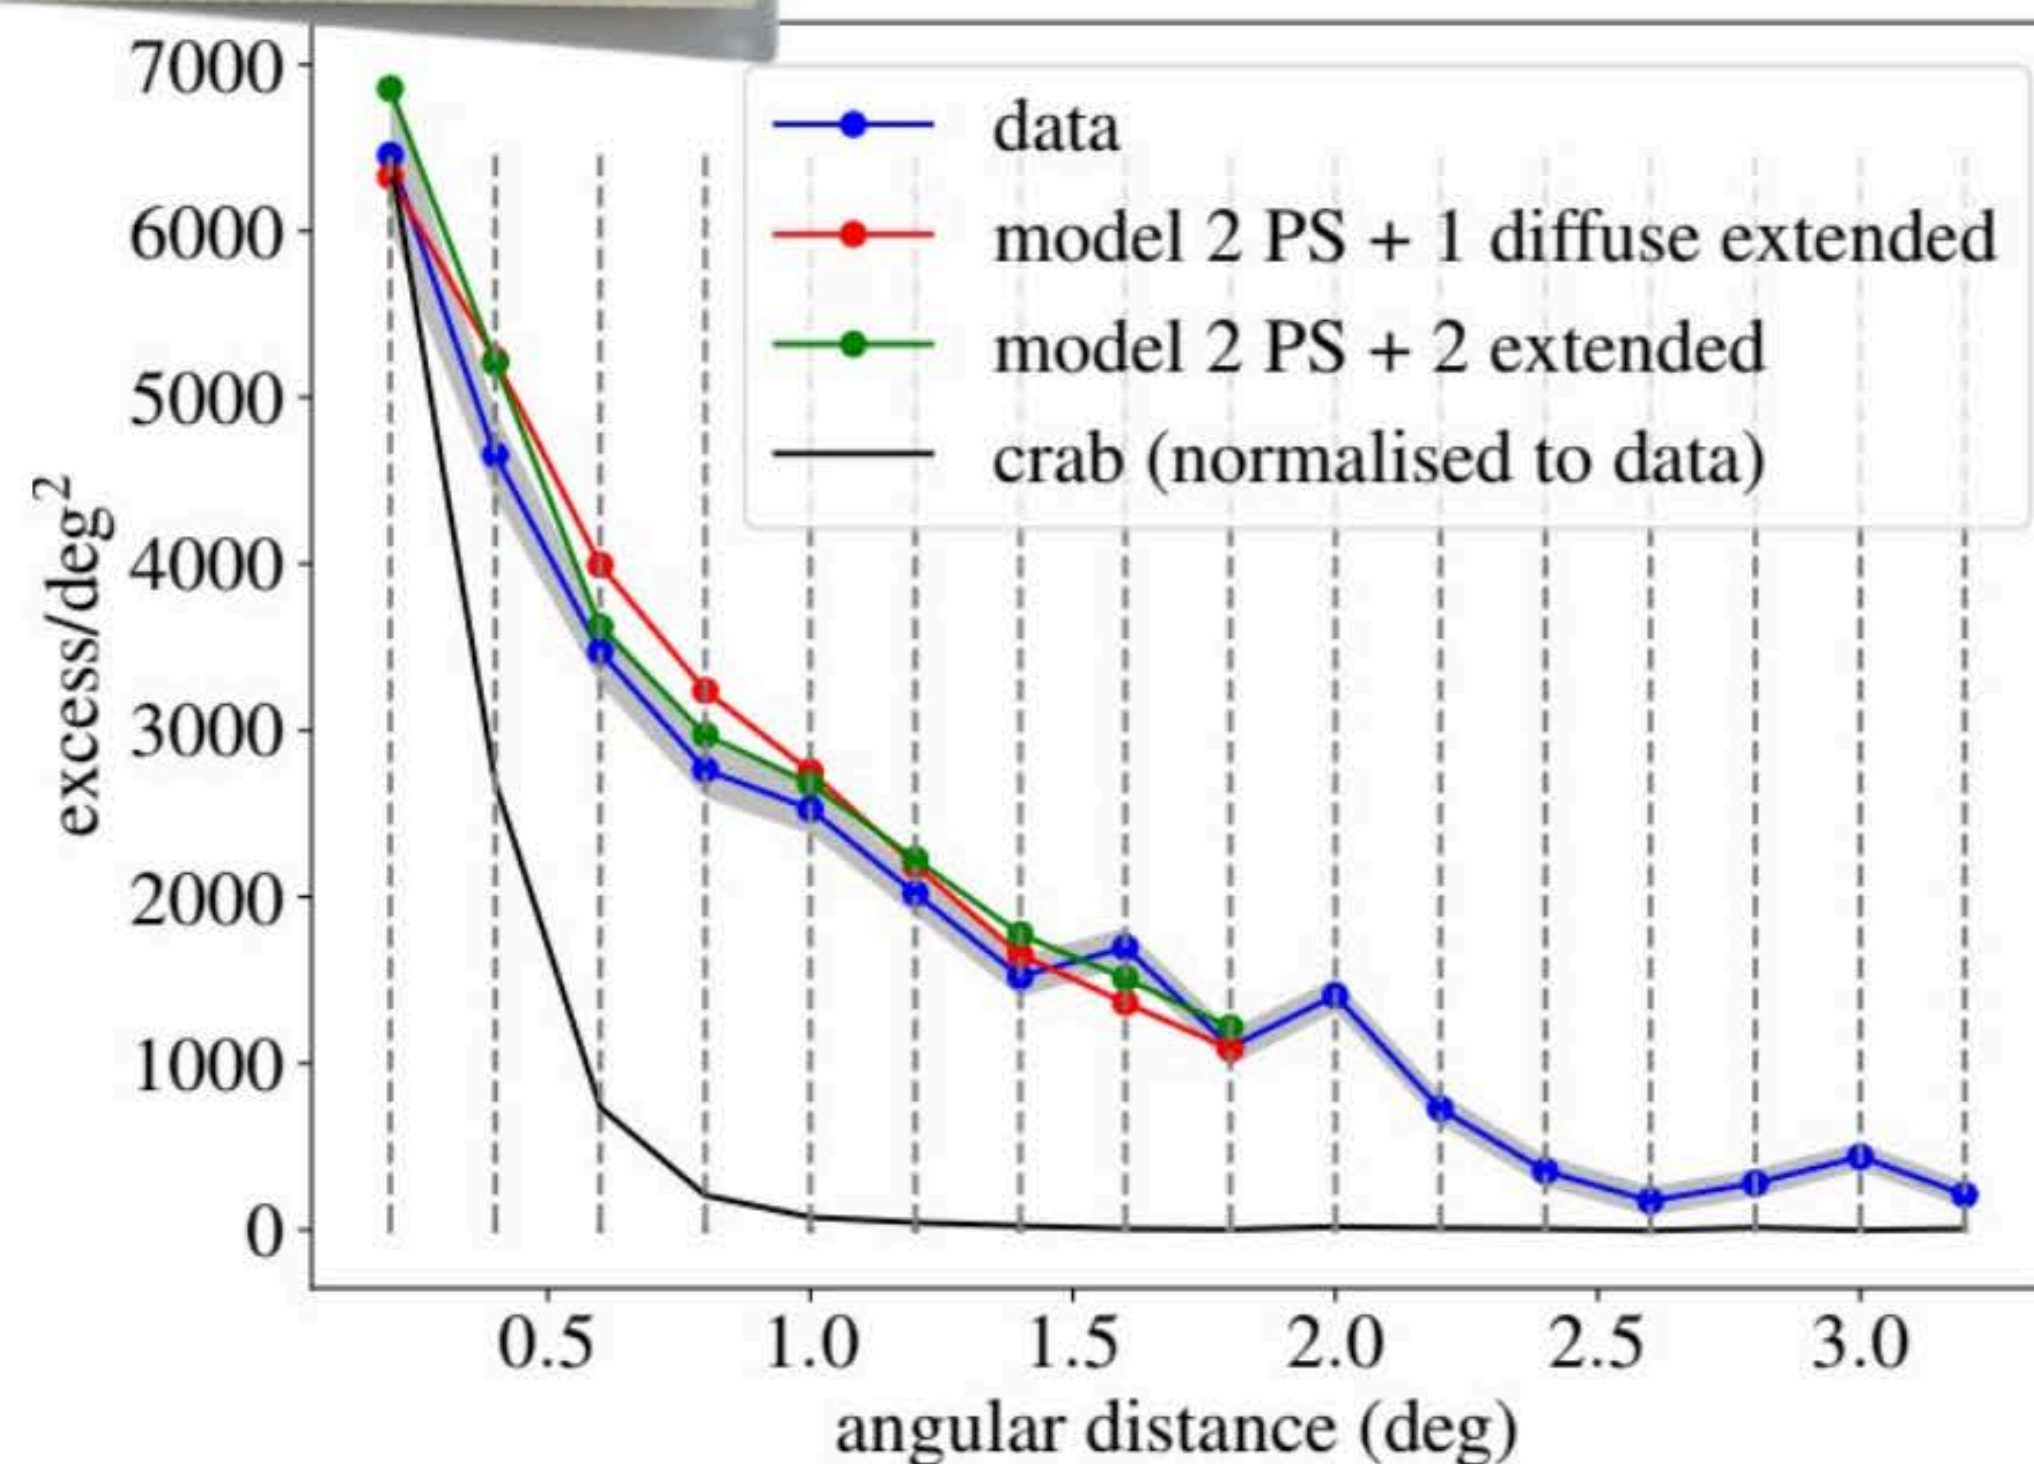 7000
6000
5000
4000
3000
2000
1000
0
excess/deg²
data
model 2 PS + 1 diffuse extended
model 2 PS + 2 extended
crab (normalised to data)
0.5 1.0 1.5 2.0 2.5 3.0
angular distance (deg)